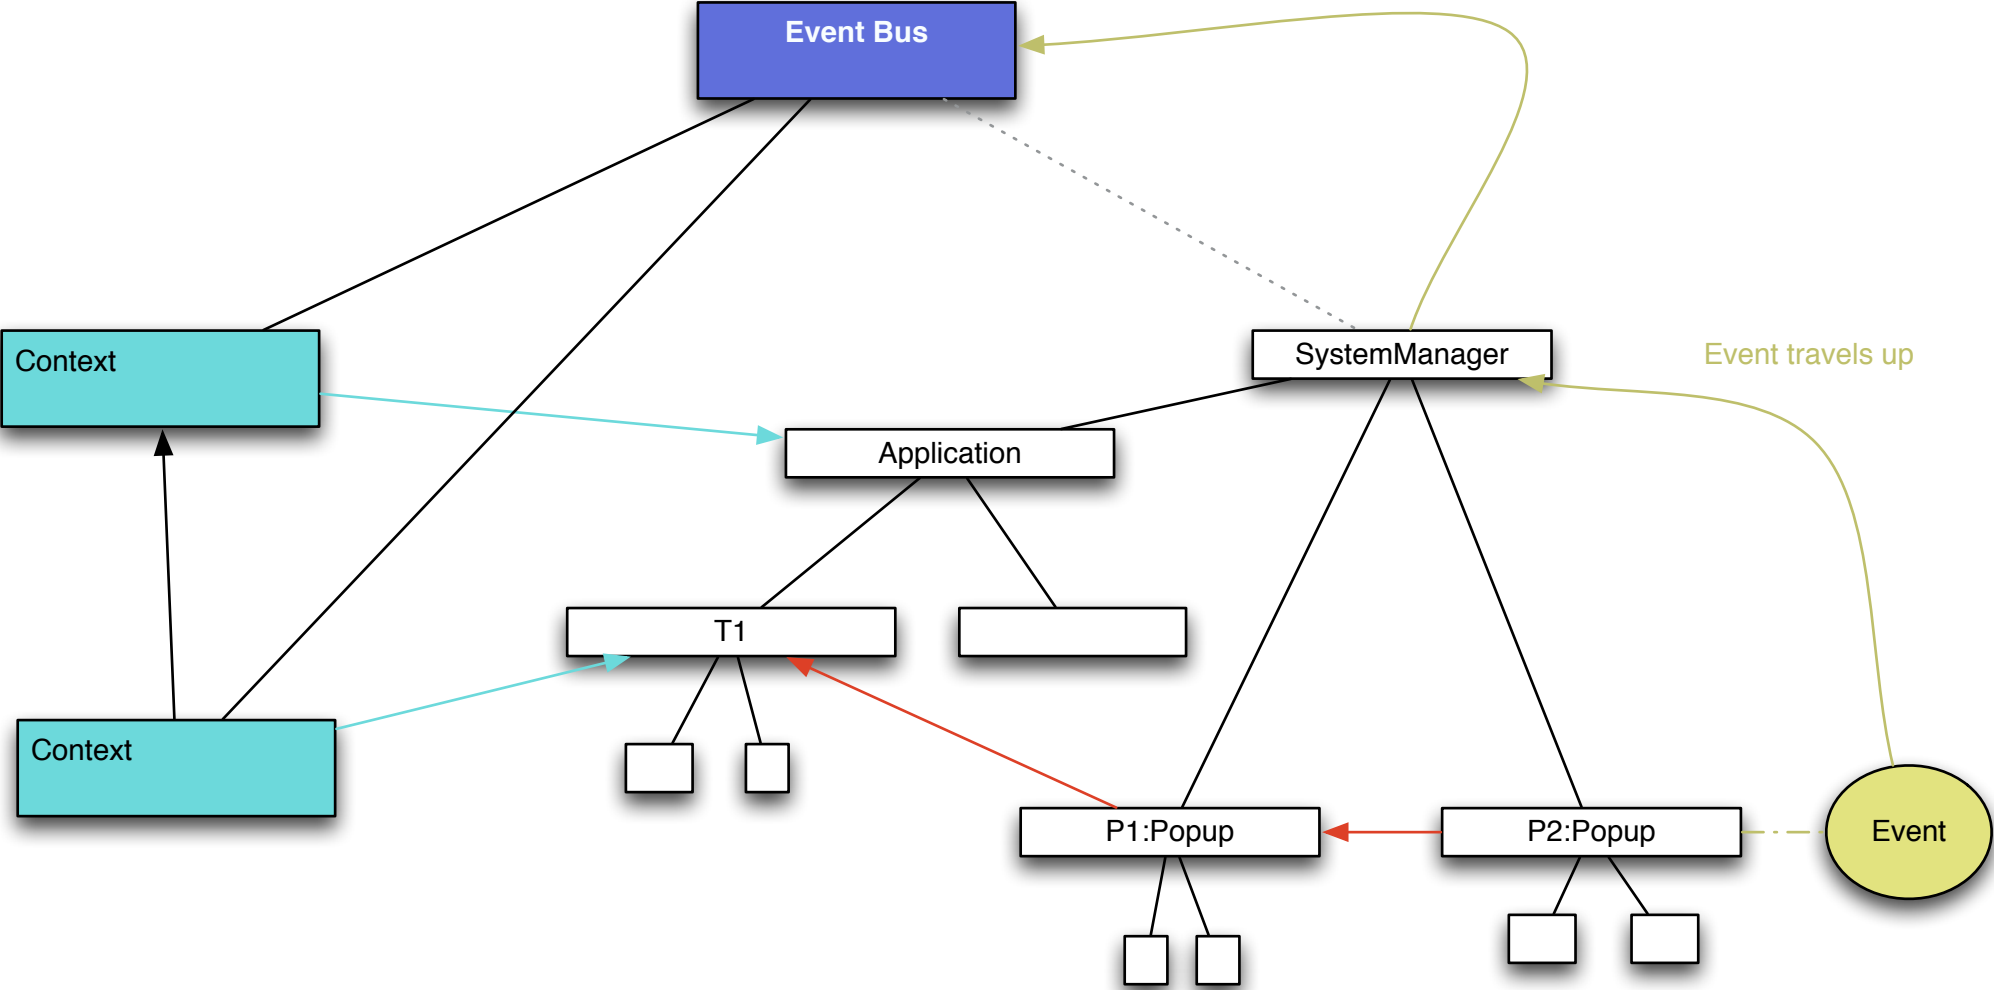 Event Bus
Context
SystemManager
Event travels up
Application
T1
Context
P1:Popup
P2:Popup
Event